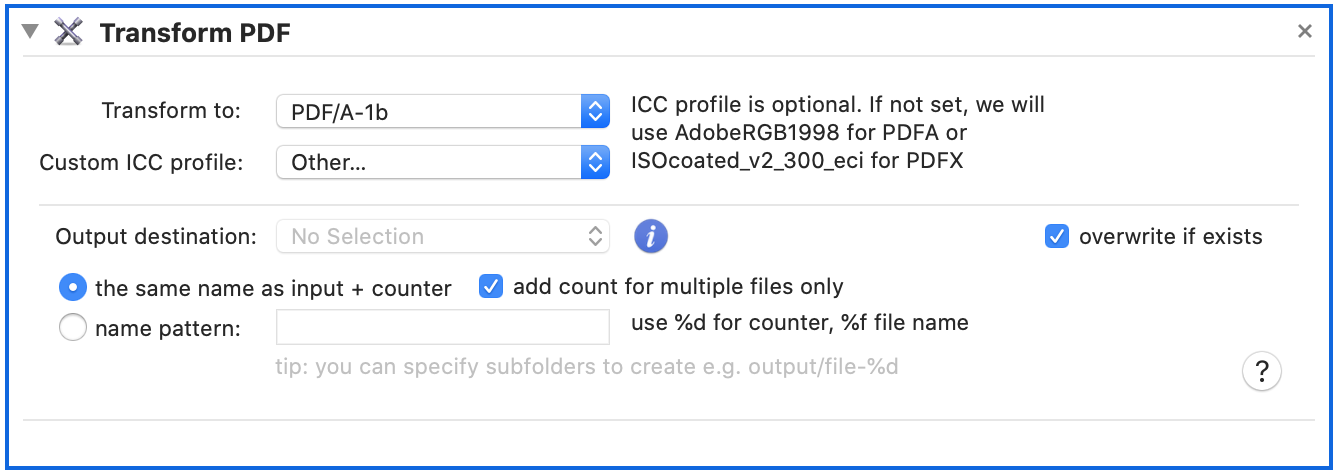 Transform PDF
Transform to: PDF/A-1b
ICC profile is optional. If not set, we will
use AdobeRGB1998 for PDFA or
ISOcoated_v2_300_eci for PDFX
Custom ICC profile: Other...
Output destination: No Selection
i
overwrite if exists
the same name as input + counter
add count for multiple files only
name pattern:
use %d for counter, %f file name
tip: you can specify subfolders to create e.g. output/file-%d
?